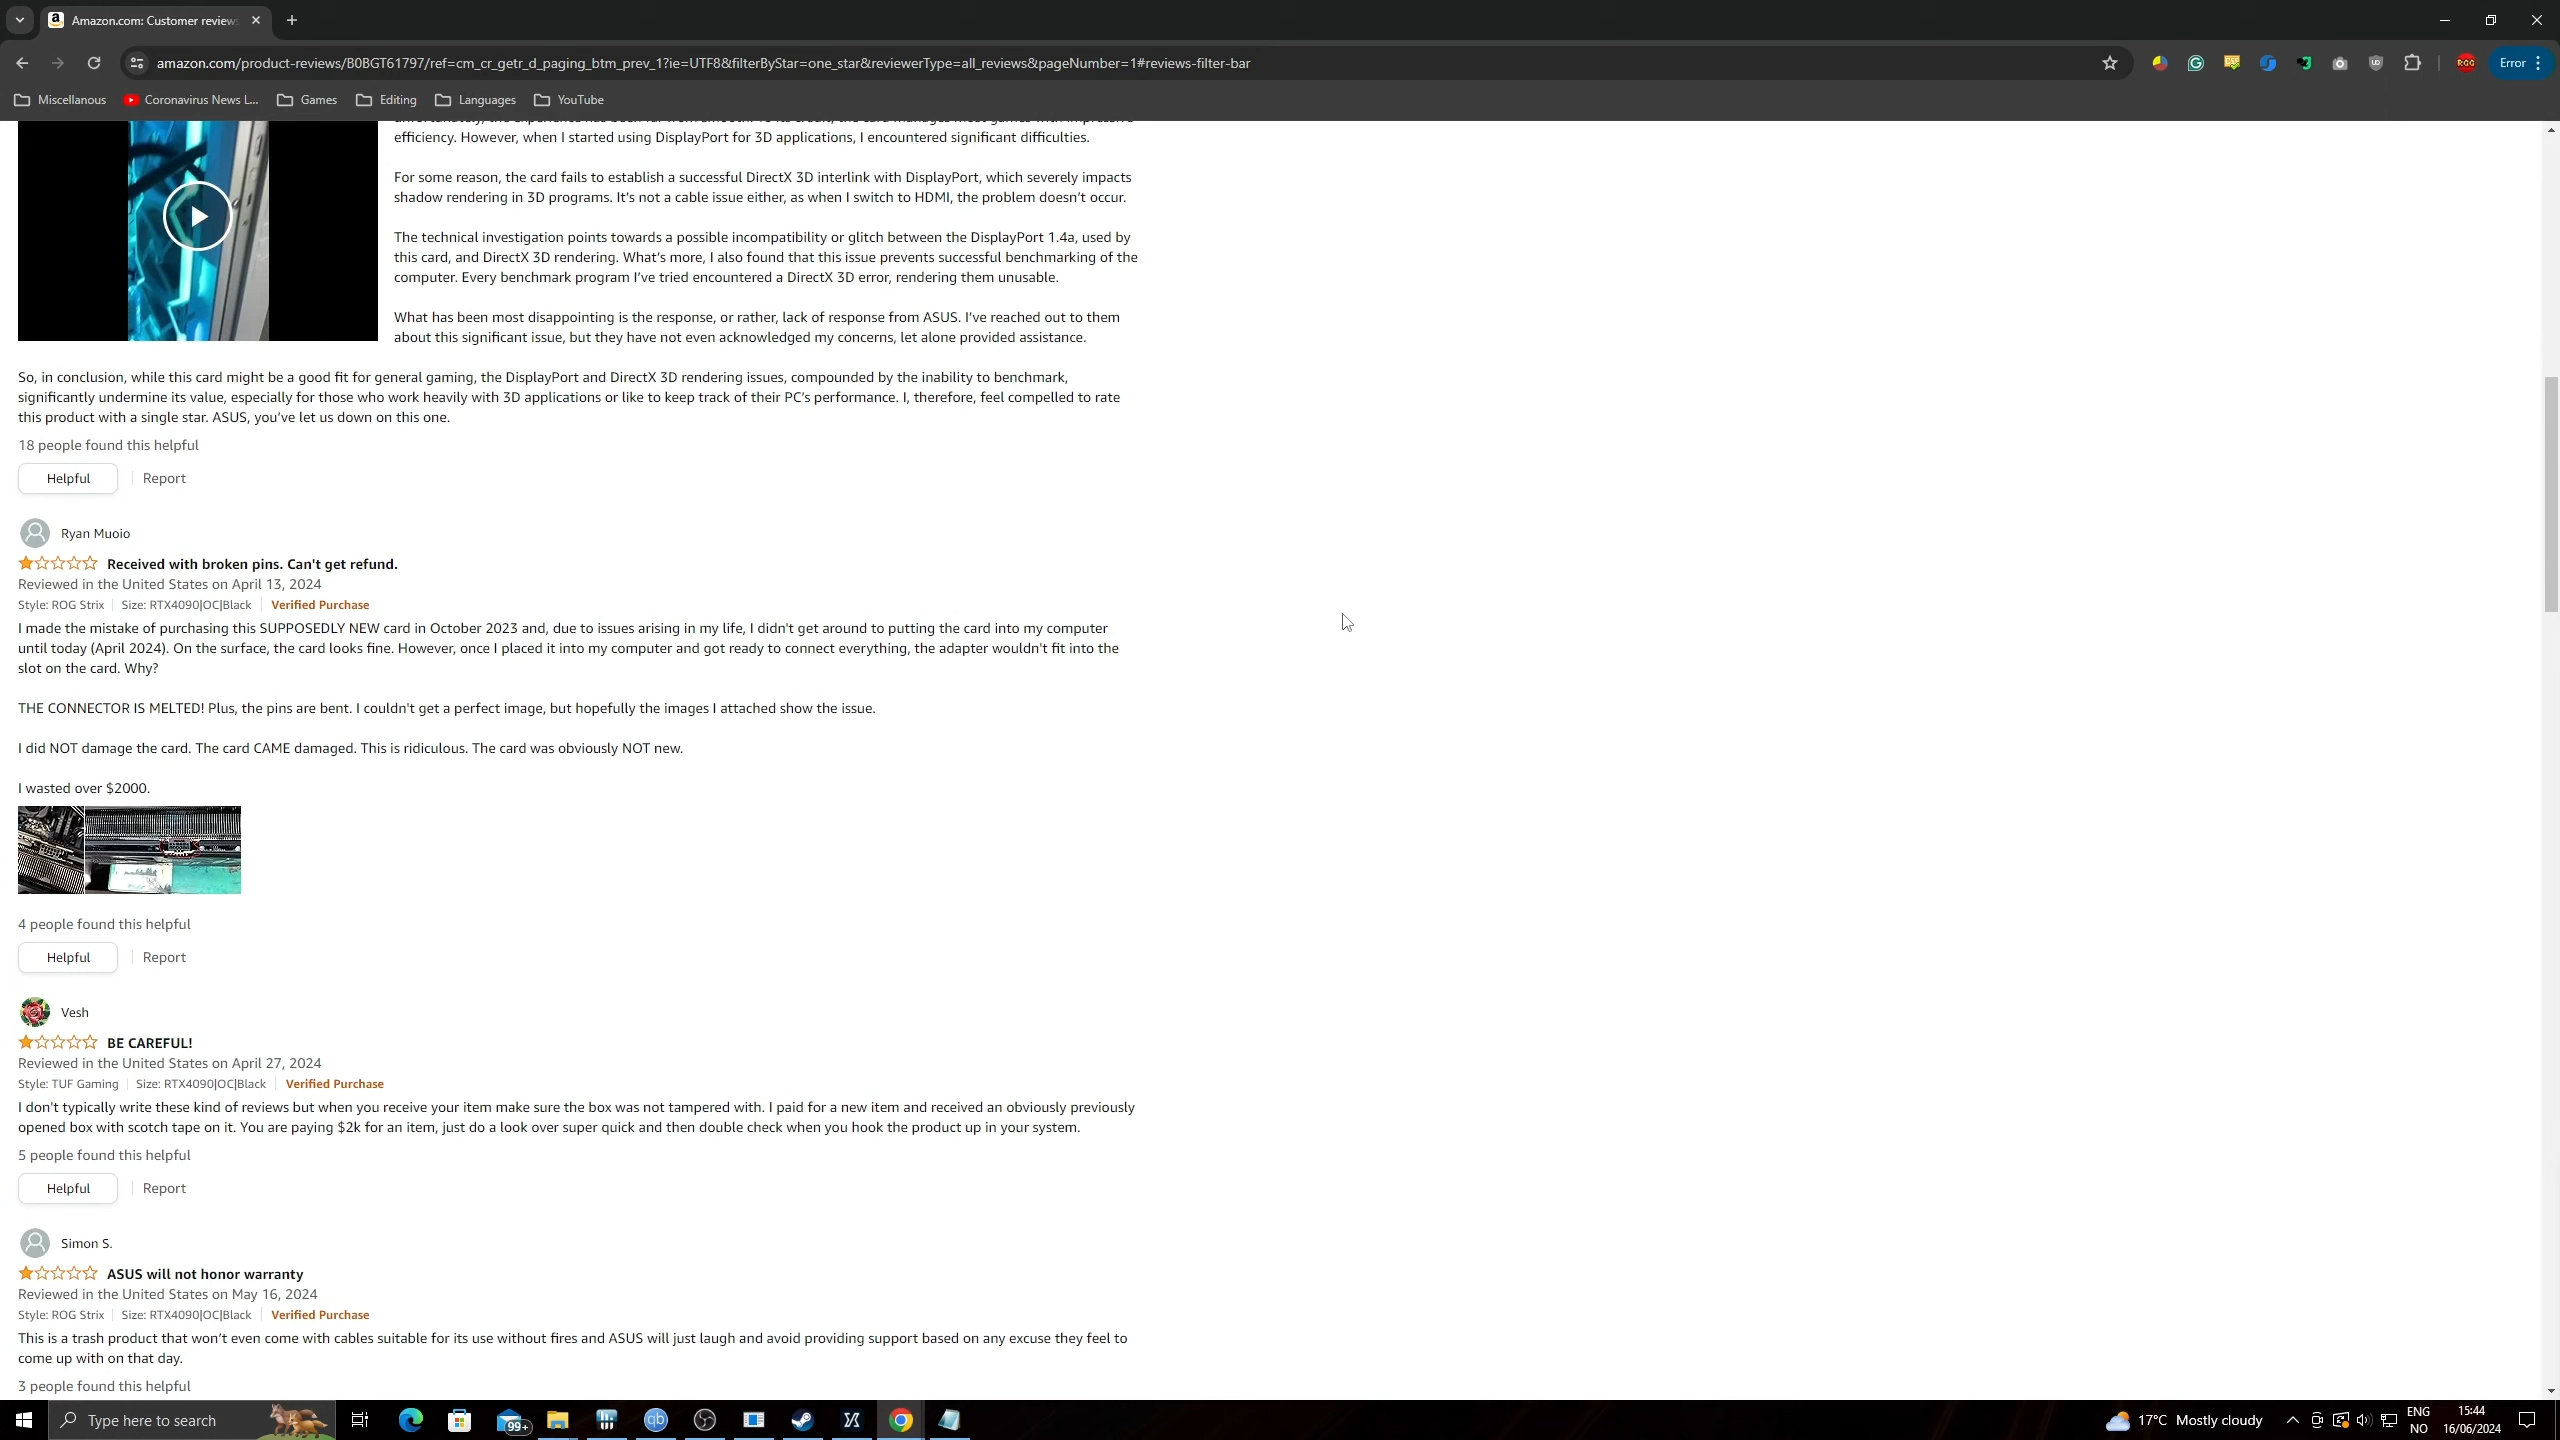 Amazon.com: Customer review
amazon.com/product-reviews/B0BGT61797/ref=cm_cr_getr_d_paging_btm_prev_1?ie=UTF8&filterByStar=one_star&reviewerType=all_reviews&pageNumber=1#reviews-filter-bar
Error
Miscellanous
Coronavirus News L...
Games
Editing
Languages
YouTube
efficiency. However, when I started using DisplayPort for 3D applications, I encountered significant difficulties.
For some reason, the card fails to establish a successful DirectX 3D interlink with DisplayPort, which severely impacts
shadow rendering in 3D programs. It's not a cable issue either, as when I switch to HDMI, the problem doesn't occur.
The technical investigation points towards a possible incompatibility or glitch between the DisplayPort 1.4a, used by
this card, and DirectX 3D rendering. What's more, I also found that this issue prevents successful benchmarking of the
computer. Every benchmark program I've tried encountered a DirectX 3D error, rendering them unusable.
What has been most disappointing is the response, or rather, lack of response from ASUS. I've reached out to them
about this significant issue, but they have not even acknowledged my concerns, let alone provided assistance.
So, in conclusion, while this card might be a good fit for general gaming, the DisplayPort and DirectX 3D rendering issues, compounded by the inability to benchmark,
significantly undermine its value, especially for those who work heavily with 3D applications or like to keep track of their PC's performance. I, therefore, feel compelled to rate
this product with a single star. ASUS, you've let us down on this one.
18 people found this helpful
Helpful
Report
Ryan Muoio
Received with broken pins. Can't get refund.
Reviewed in the United States on April 13, 2024
Style: ROG Strix | Size: RTX4090|OC|Black | Verified Purchase
I made the mistake of purchasing this SUPPOSEDLY NEW card in October 2023 and, due to issues arising in my life, I didn't get around to putting the card into my computer
until today (April 2024). On the surface, the card looks fine. However, once I placed it into my computer and got ready to connect everything, the adapter wouldn't fit into the
slot on the card. Why?
THE CONNECTOR IS MELTED! Plus, the pins are bent. I couldn't get a perfect image, but hopefully the images I attached show the issue.
I did NOT damage the card. The card CAME damaged. This is ridiculous. The card was obviously NOT new.
I wasted over $2000.
4 people found this helpful
Helpful
Report
Vesh
BE CAREFUL!
Reviewed in the United States on April 27, 2024
Style: TUF Gaming | Size: RTX4090|OC|Black | Verified Purchase
I don't typically write these kind of reviews but when you receive your item make sure the box was not tampered with. I paid for a new item and received an obviously previously
opened box with scotch tape on it. You are paying $2k for an item, just do a look over super quick and then double check when you hook the product up in your system.
5 people found this helpful
Helpful
Report
Simon S.
ASUS will not honor warranty
Reviewed in the United States on May 16, 2024
Style: ROG Strix | Size: RTX4090|OC|Black | Verified Purchase
This is a trash product that won't even come with cables suitable for its use without fires and ASUS will just laugh and avoid providing support based on any excuse they feel to
come up with on that day.
3 people found this helpful
Type here to search
99+
17°C Mostly cloudy
ENG
NO
15:44
16/06/2024